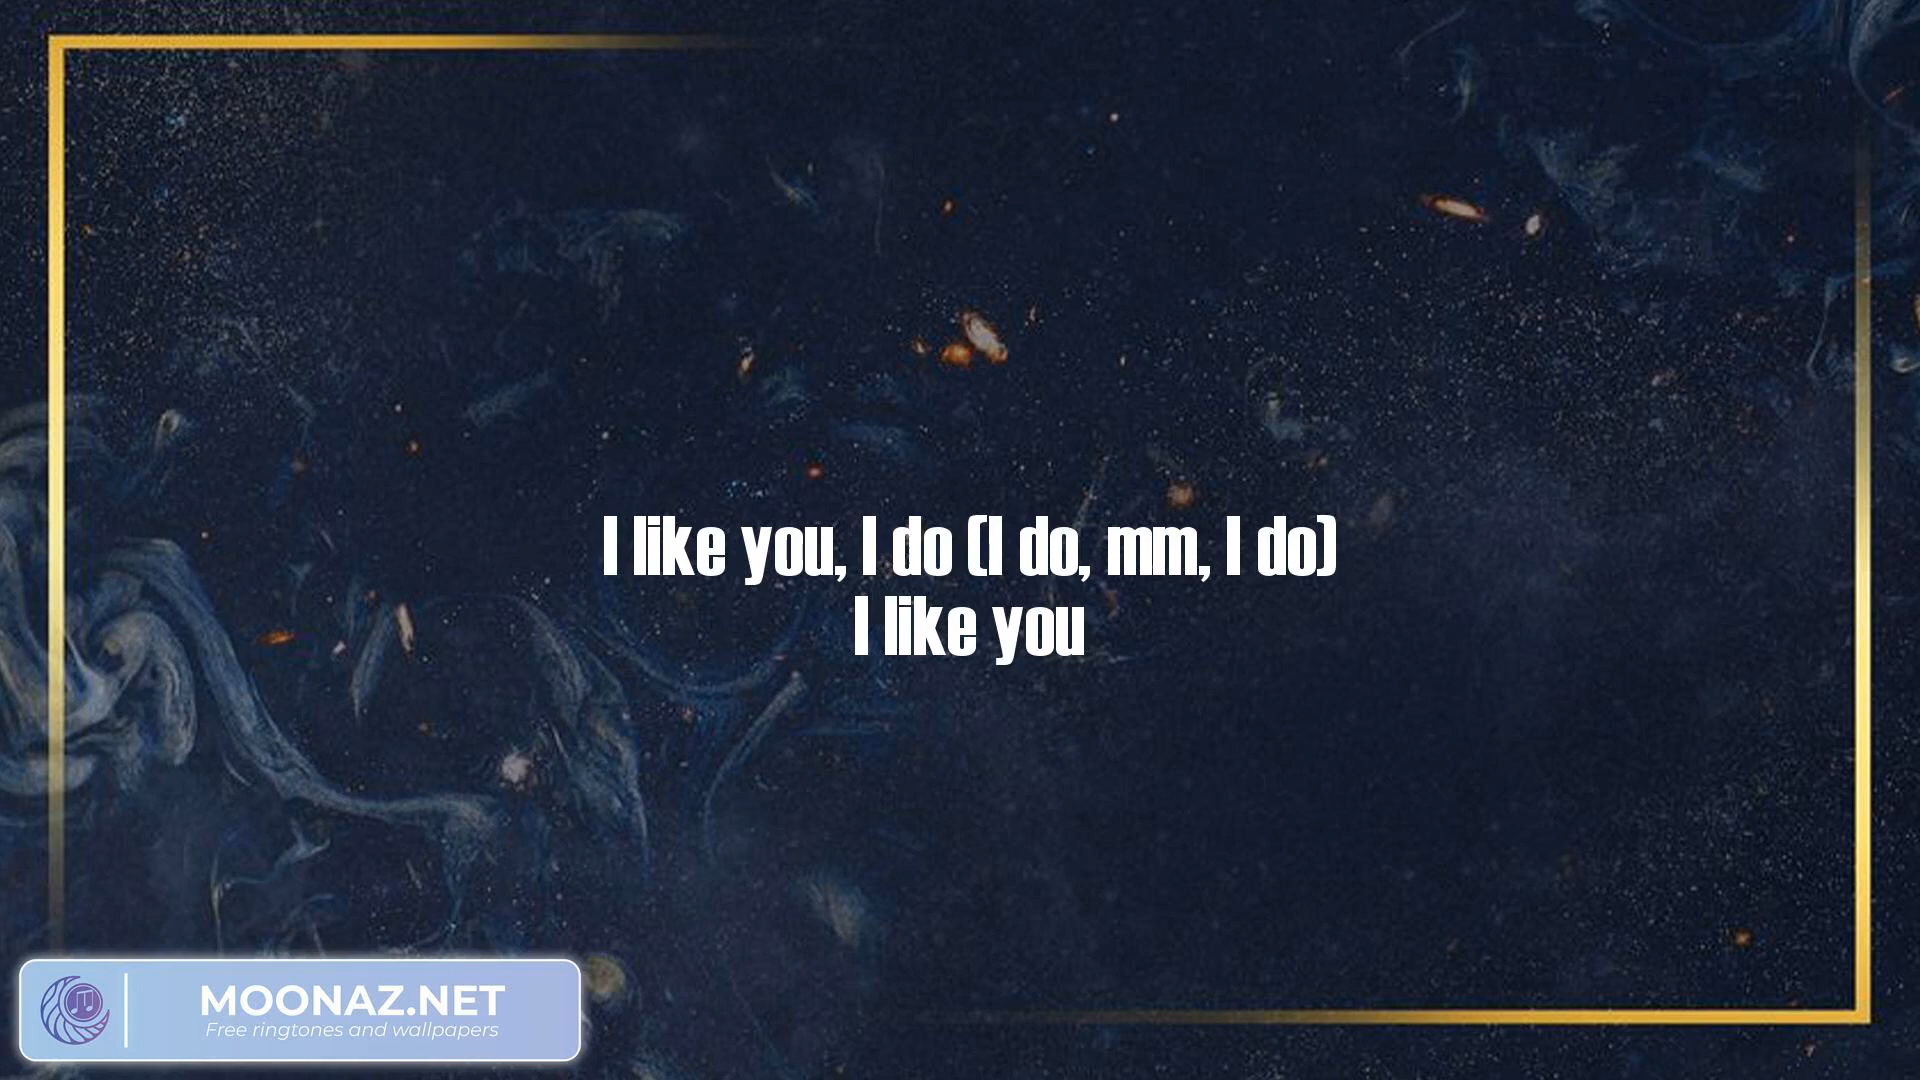 I like you, I do (I do, mm, I do)
I like you
MOONAZ.NET
Free ringtones and wallpapers